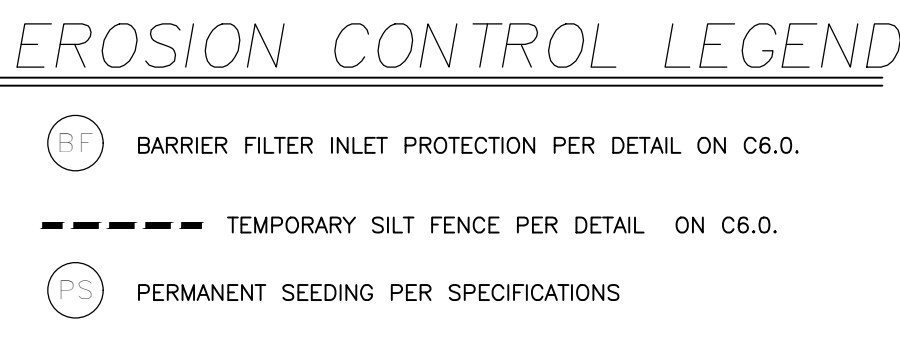 EROSION CONTROL LEGEND
BF BARRIER FILTER INLET PROTECTION PER DETAIL ON C6.0.
TEMPORARY SILT FENCE PER DETAIL ON C6.0.
PS PERMANENT SEEDING PER SPECIFICATIONS